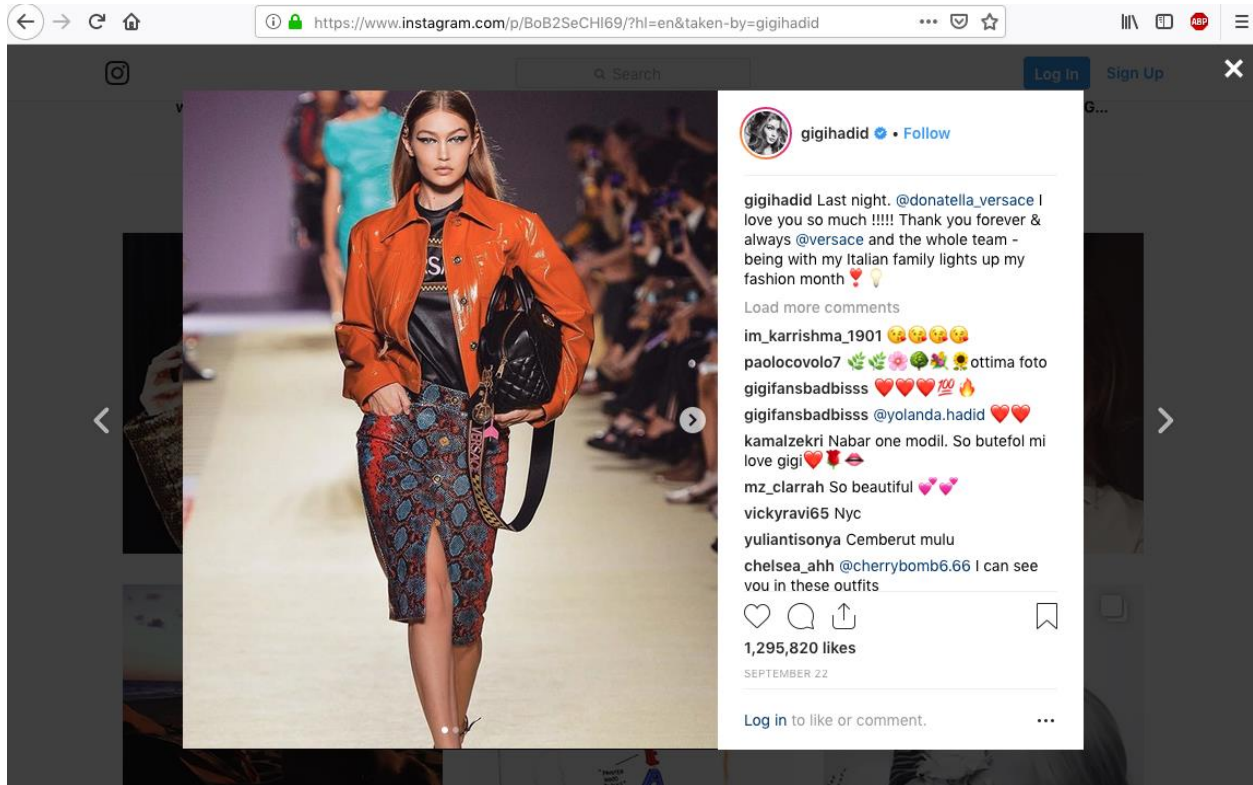 https://www.instagram.com/p/BoB2SeCHl69/?hl=en&taken-by=gigihadid
ABP
Search
Log In
Sign Up
G...
gigihadid • Follow
gigihadid Last night. @donatella_versace I
love you so much !!!!! Thank you forever &
always @versace and the whole team -
being with my Italian family lights up my
fashion month ❣️ 💡
Load more comments
im_karrishma_1901 😘😘😘😘
paolocovolo7 🌿🌿🌸🌳💐🌻ottima foto
gigifansbadbisss ❤️❤️❤️💯🔥
gigifansbadbisss @yolanda.hadid ❤️❤️
kamalzekri Nabar one modil. So butefol mi
love gigi❤️🌹👄
mz_clarrah So beautiful 💕💕
vickyravi65 Nyc
yuliantisonya Cemberut mulu
chelsea_ahh @cherrybomb6.66 I can see
you in these outfits
1,295,820 likes
SEPTEMBER 22
Log in to like or comment.